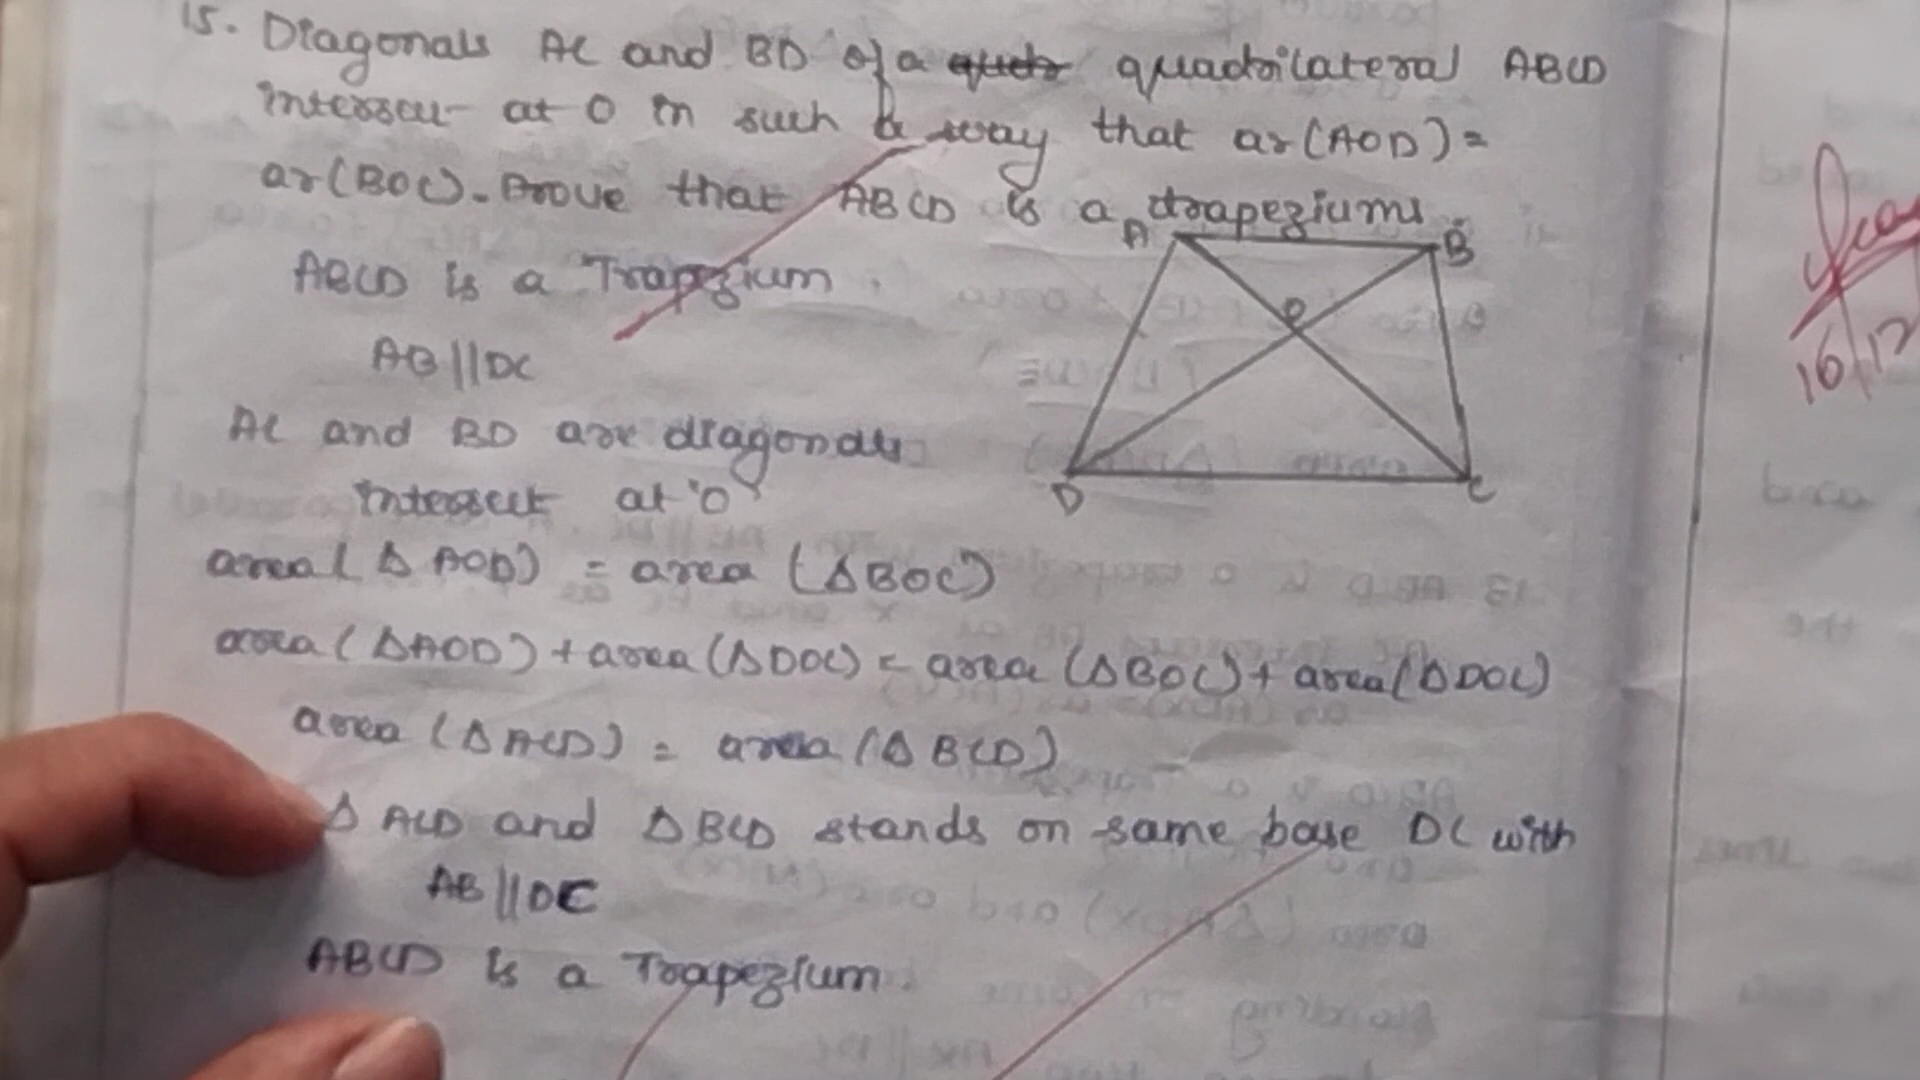 15. Diagonals AC and BD of a quadrilateral ABCD
intersect at O in such a way that ar(AOD) =
ar(BOC). Prove that ABCD is a trapeziums
A B
ABCD is a Trapezium.
O
AB||DC
AC and BD are diagonals
D C
intersect at 'O'
area (Δ AOD) = area (ΔBOC)
area (ΔAOD) + area (ΔDOC) = area (ΔBOC) + area (ΔDOC)
area (ΔACD) = area (ΔBCD)
Δ ACD and ΔBCD stands on same base DC with
AB||DC
ABCD is a Trapezium.
16/12